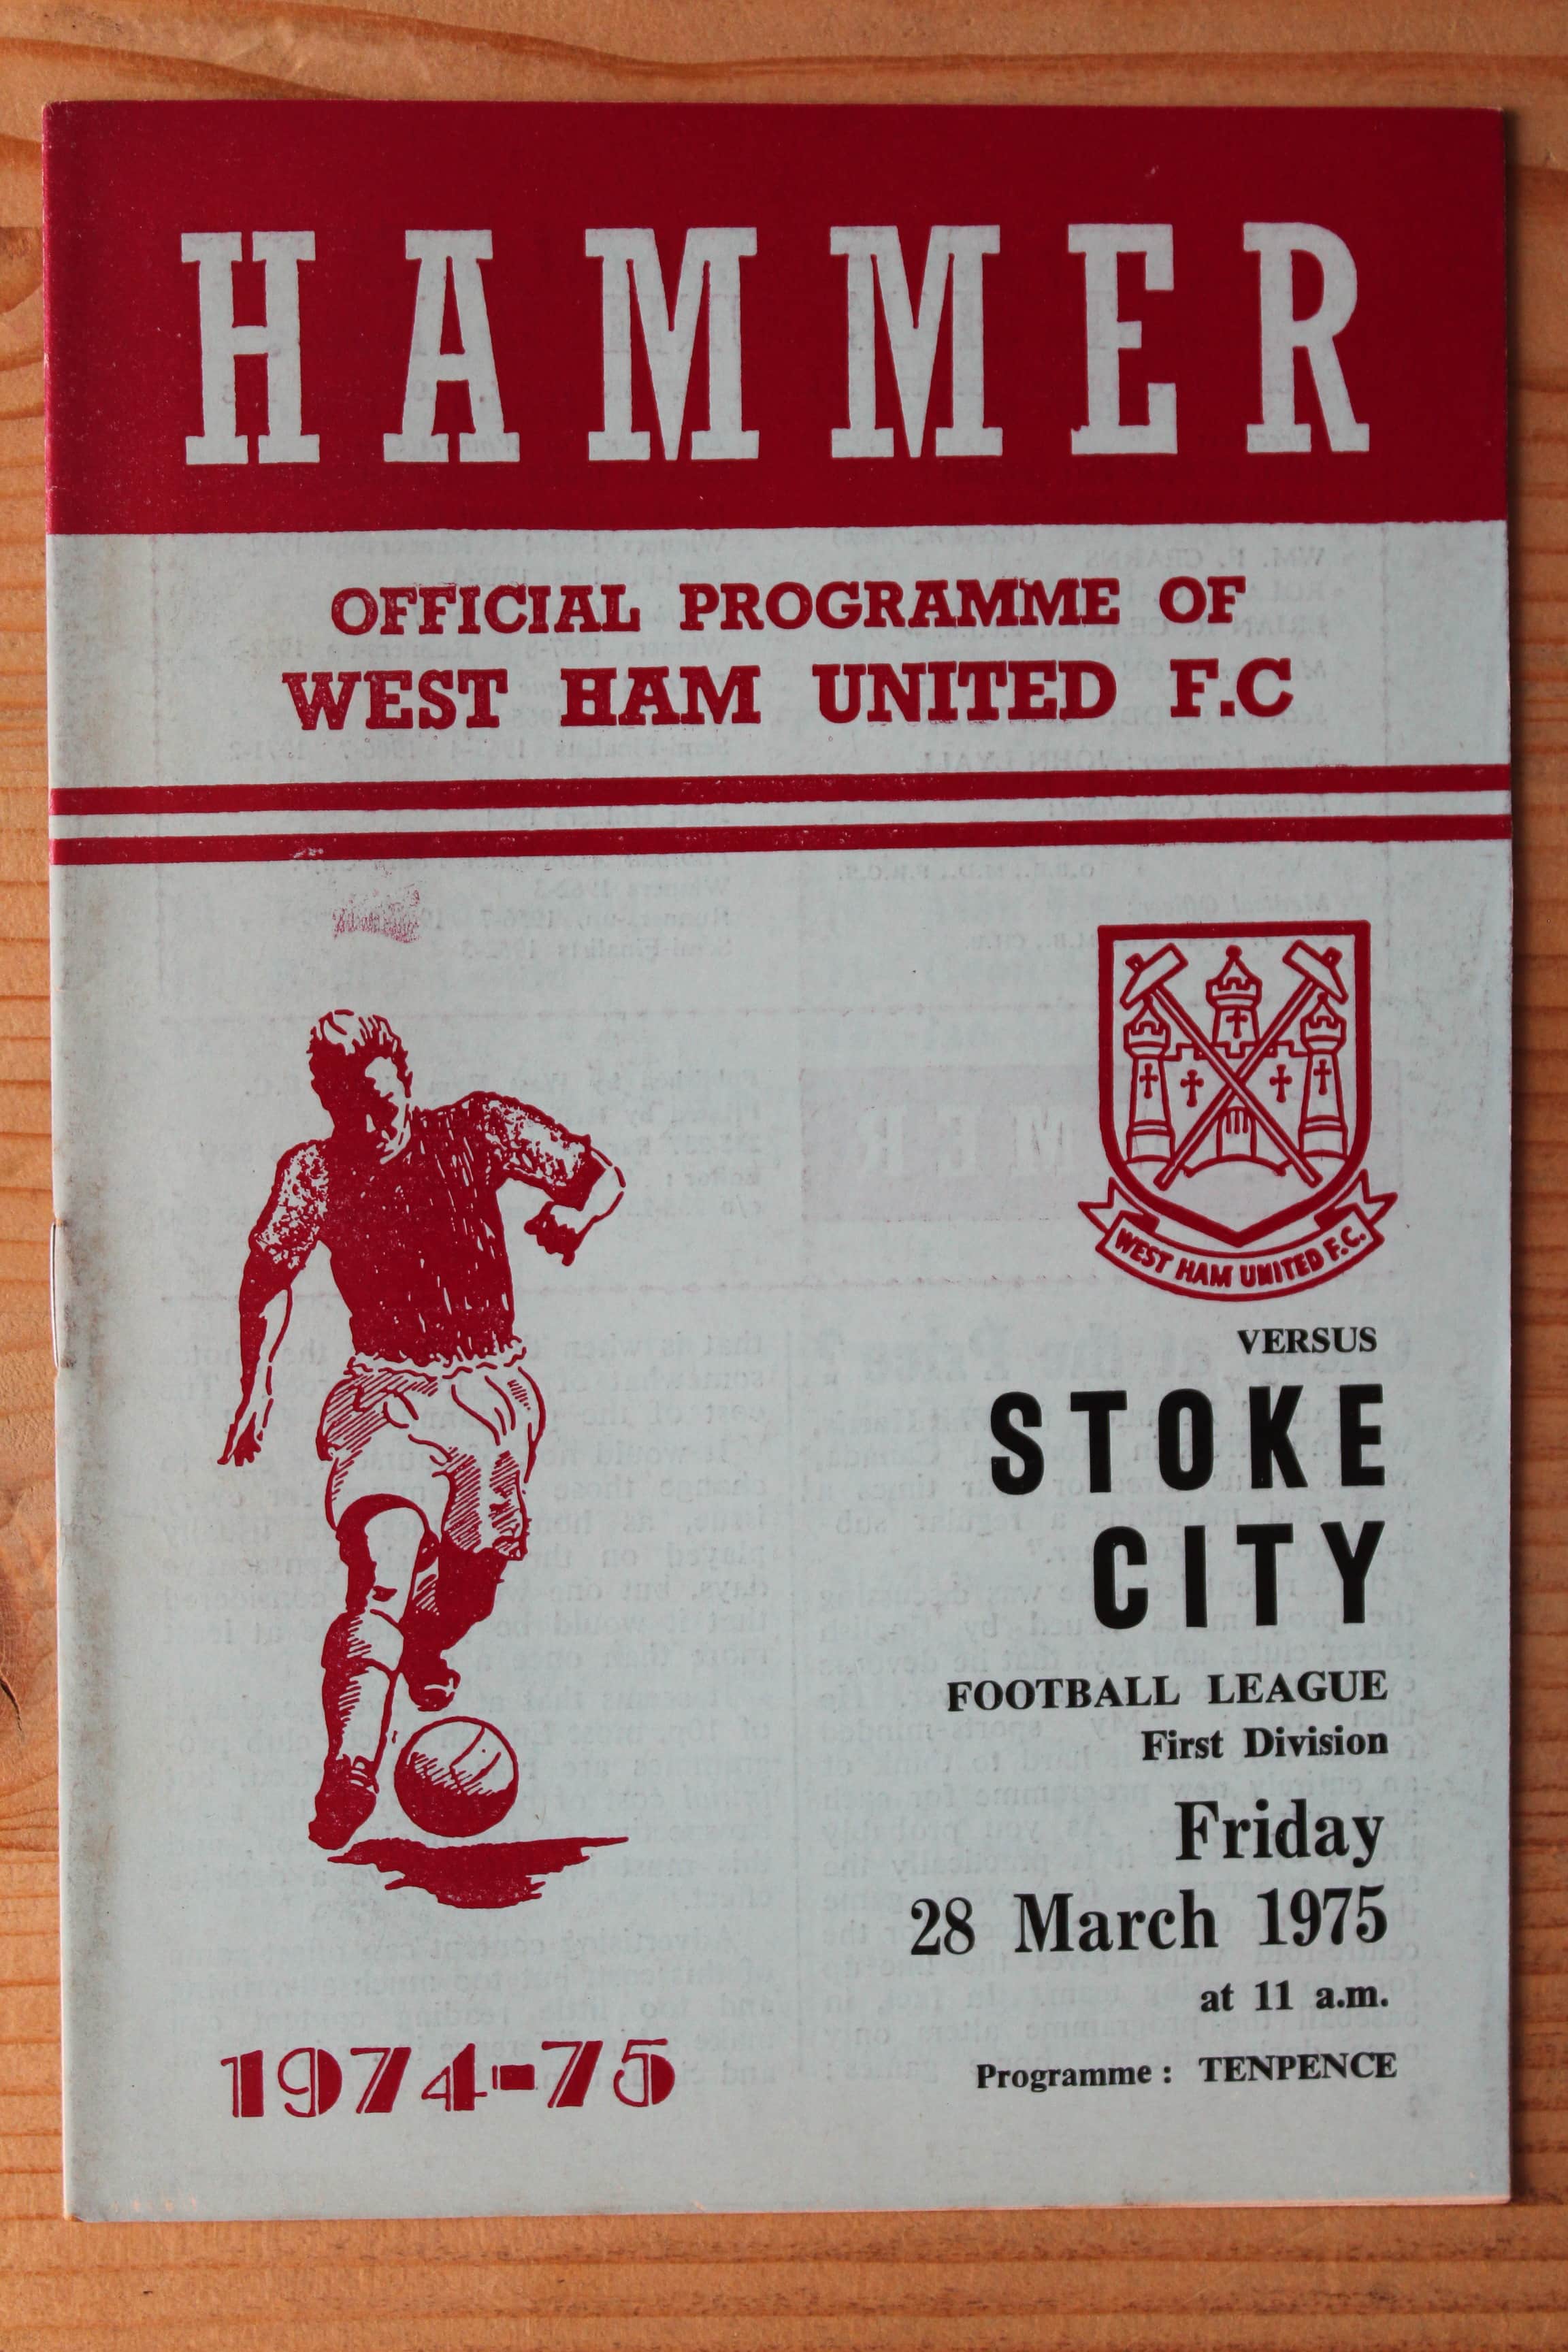 HAMMER
OFFICIAL PROGRAMME OF
WEST HAM UNITED F.C
WEST HAM UNITED F.C.
VERSUS
STOKE
CITY
FOOTBALL LEAGUE
First Division
Friday
28 March 1975
at 11 a.m.
1974-75
Programme : TENPENCE